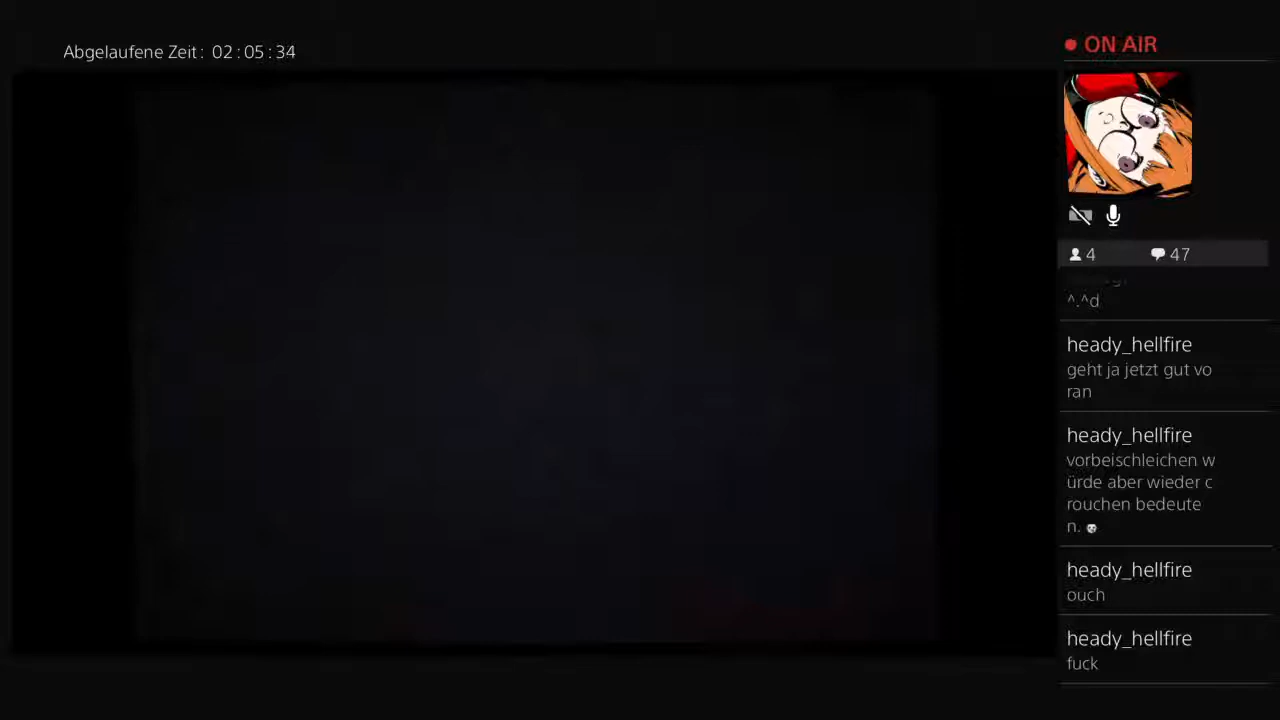 Abgelaufene Zeit: 02:05:34
ON AIR
4 47
^.^d
heady_hellfire
geht ja jetzt gut vo
ran
heady_hellfire
vorbeischleichen w
ürde aber wieder c
rouchen bedeute
n.
heady_hellfire
ouch
heady_hellfire
fuck